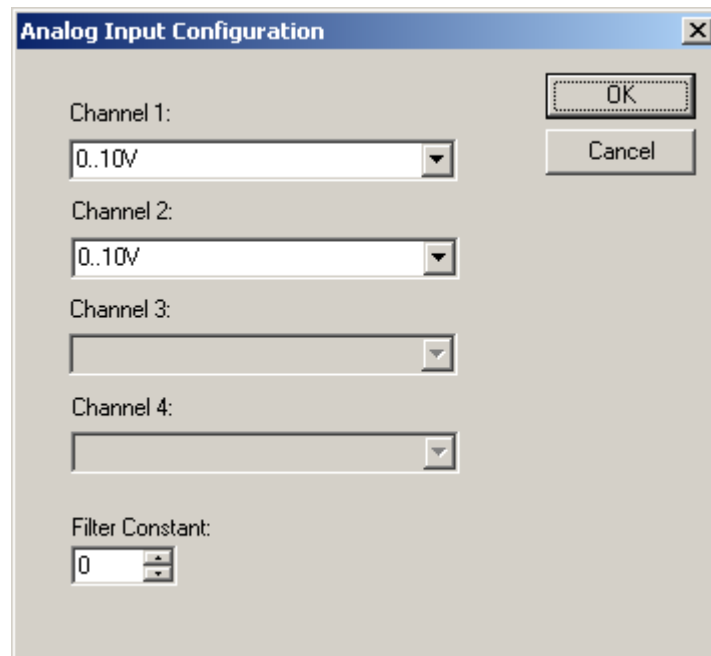 Analog Input Configuration
Channel 1:
0..10V
OK
Cancel
Channel 2:
0..10V
Channel 3:
Channel 4:
Filter Constant:
0